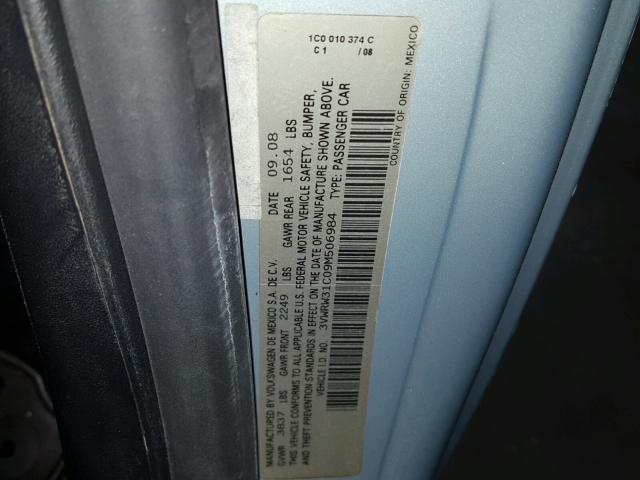 1C0 010 374 C
C 1 / 08
MANUFACTURED BY VOLKSWAGEN DE MEXICO S.A. DE C.V. DATE 09.08
GVWR 3837 LBS GAWR FRONT 2249 LBS GAWR REAR 1654 LBS
THIS VEHICLE CONFORMS TO ALL APPLICABLE U.S. FEDERAL MOTOR VEHICLE SAFETY, BUMPER,
AND THEFT PREVENTION STANDARDS IN EFFECT ON THE DATE OF MANUFACTURE SHOWN ABOVE.
VEHICLE I.D. NO. 3VWRW31C09M506984 TYPE: PASSENGER CAR
COUNTRY OF ORIGIN: MEXICO